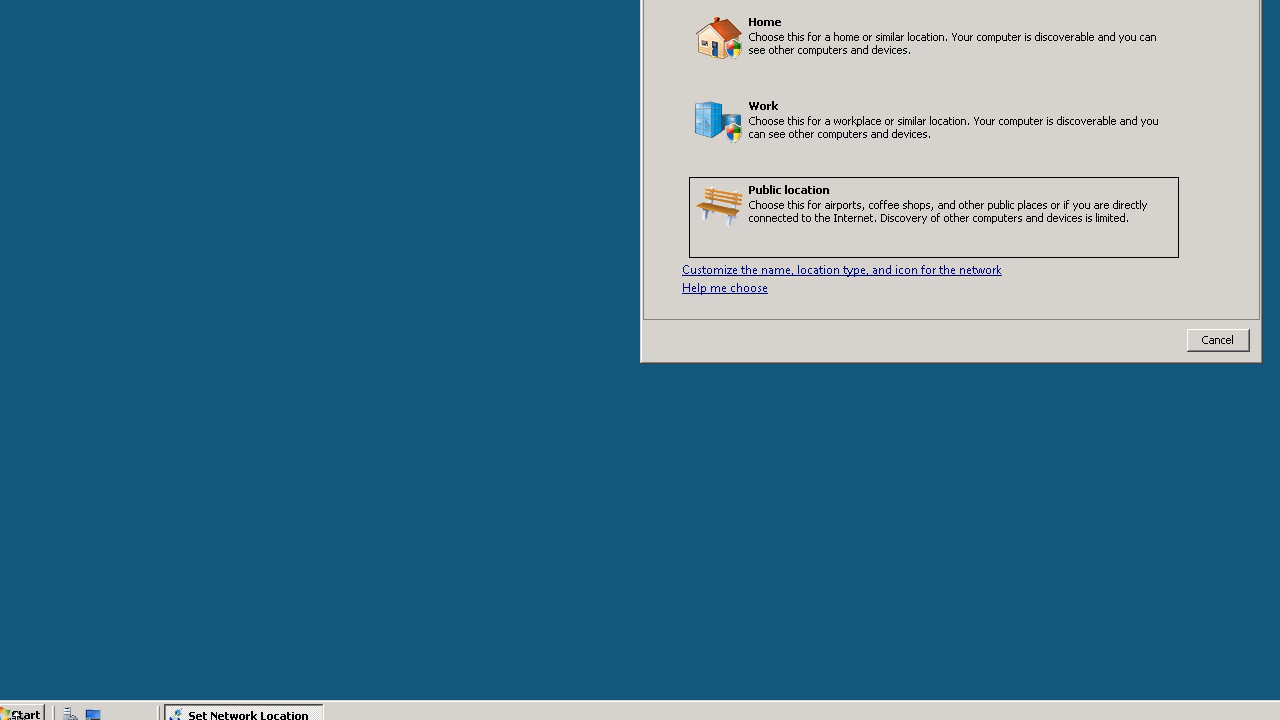 Home
Choose this for a home or similar location. Your computer is discoverable and you can
see other computers and devices.
Work
Choose this for a workplace or similar location. Your computer is discoverable and you
can see other computers and devices.
Public location
Choose this for airports, coffee shops, and other public places or if you are directly
connected to the Internet. Discovery of other computers and devices is limited.
Customize the name, location type, and icon for the network
Help me choose
Cancel
Start
Set Network Location